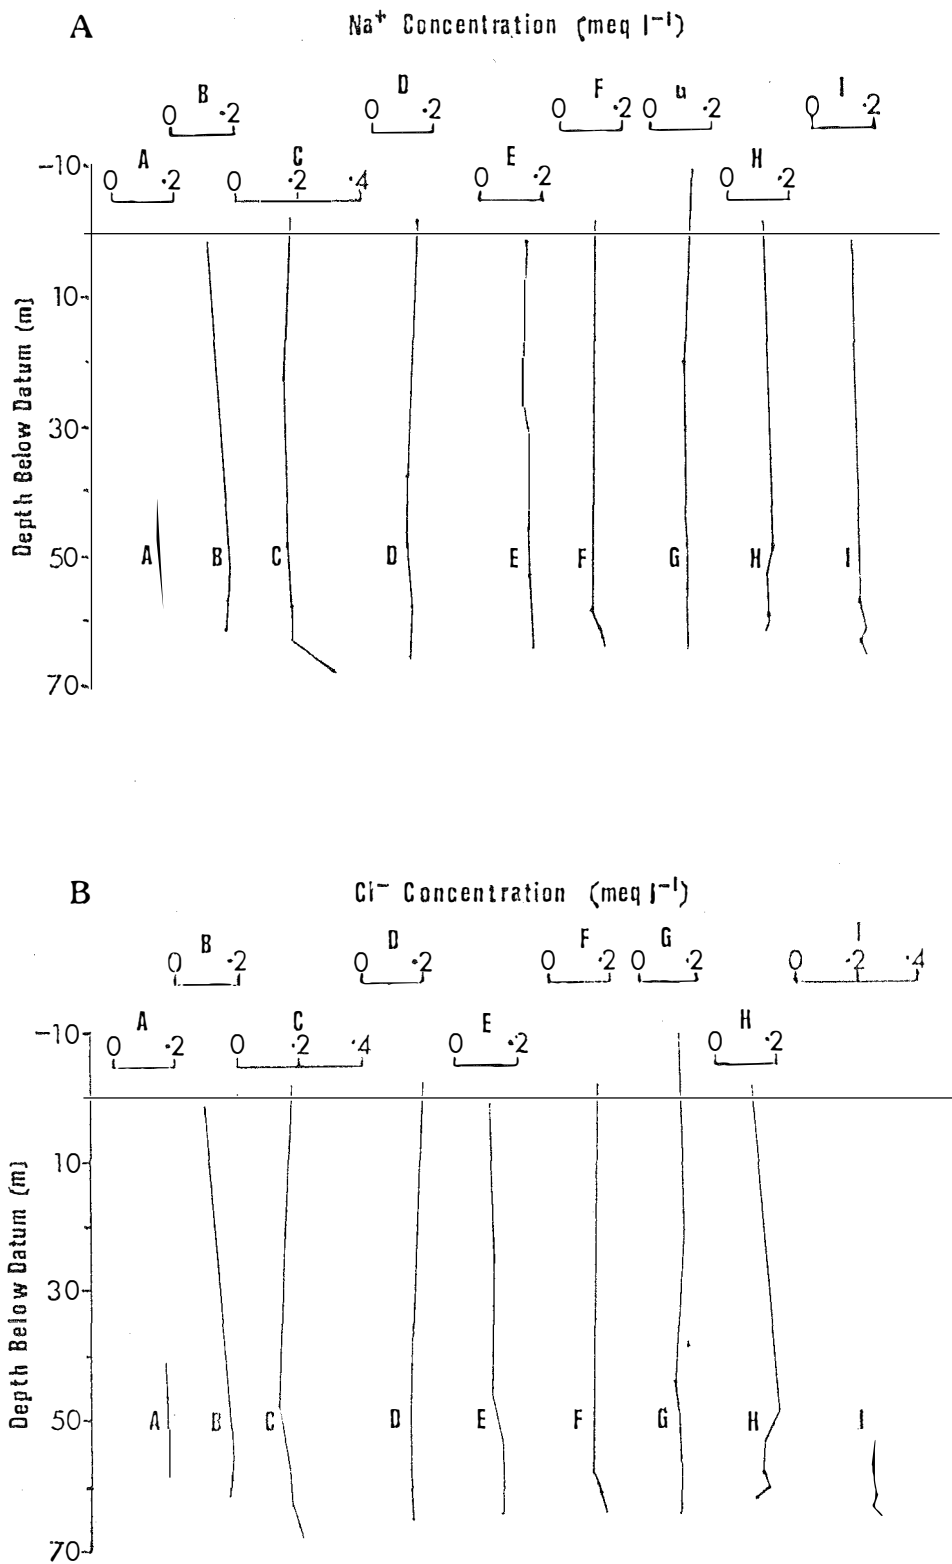 A
Na⁺ Concentration (meq l⁻¹)
B
0 ·2
D
0 ·2
F
0 ·2
u
0 ·2
I
0 ·2
A
0 ·2
C
0 ·2 ·4
E
0 ·2
H
0 ·2
−10
10
30
50
70
Depth Below Datum (m)
A B C D E F G H I
B
Cl⁻ Concentration (meq l⁻¹)
B
0 ·2
D
0 ·2
F
0 ·2
G
0 ·2
I
0 ·2 ·4
A
0 ·2
C
0 ·2 ·4
E
0 ·2
H
0 ·2
−10
10
30
50
70
Depth Below Datum (m)
A B C D E F G H I